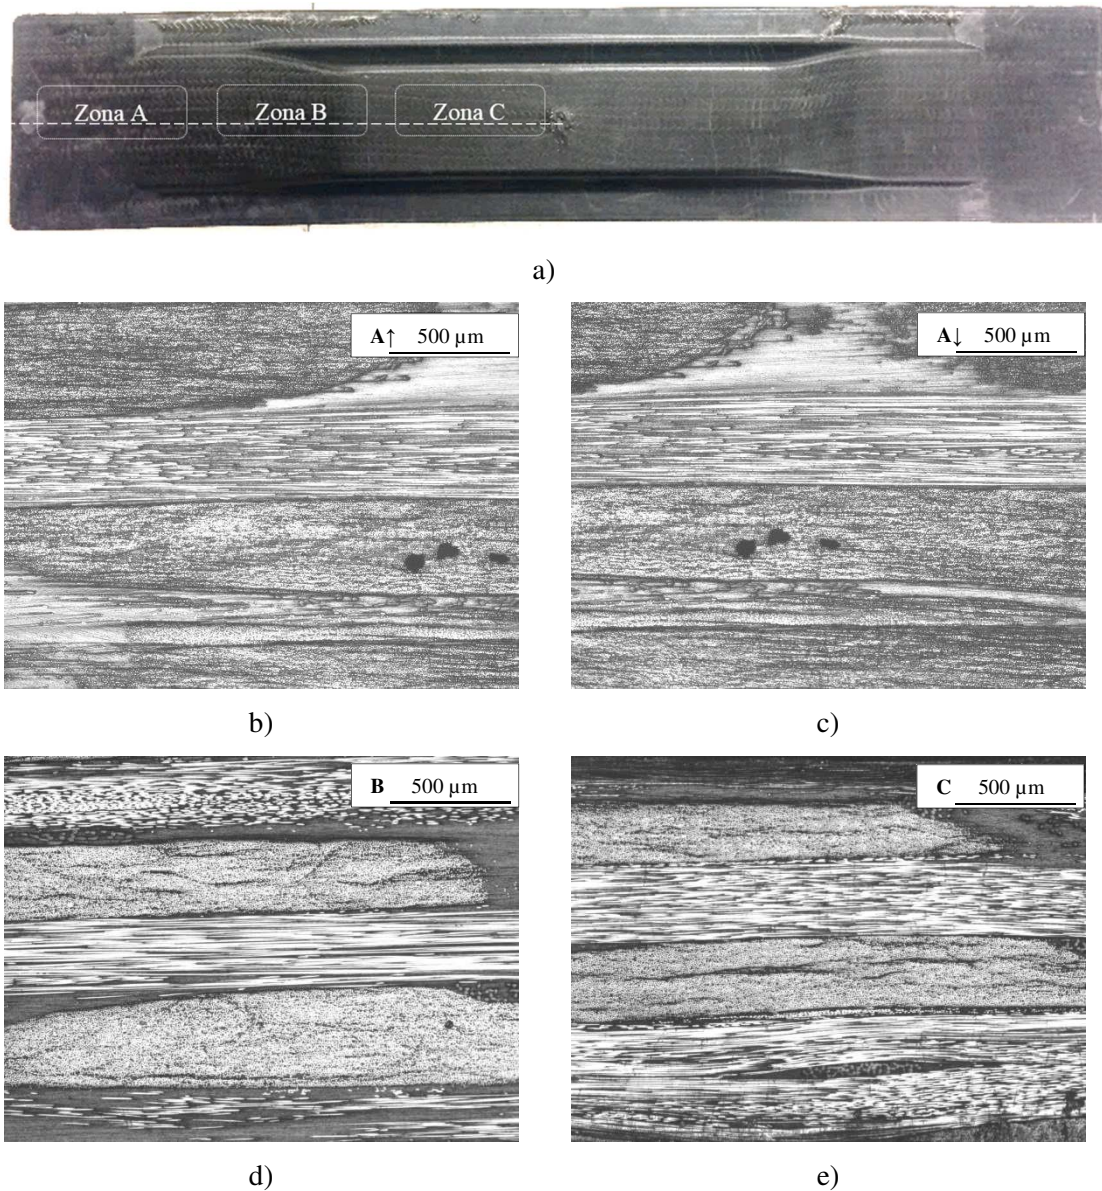 Zona A
Zona B
Zona C
a)
A↑ 500 µm
A↓ 500 µm
b)
c)
B 500 µm
C 500 µm
d)
e)